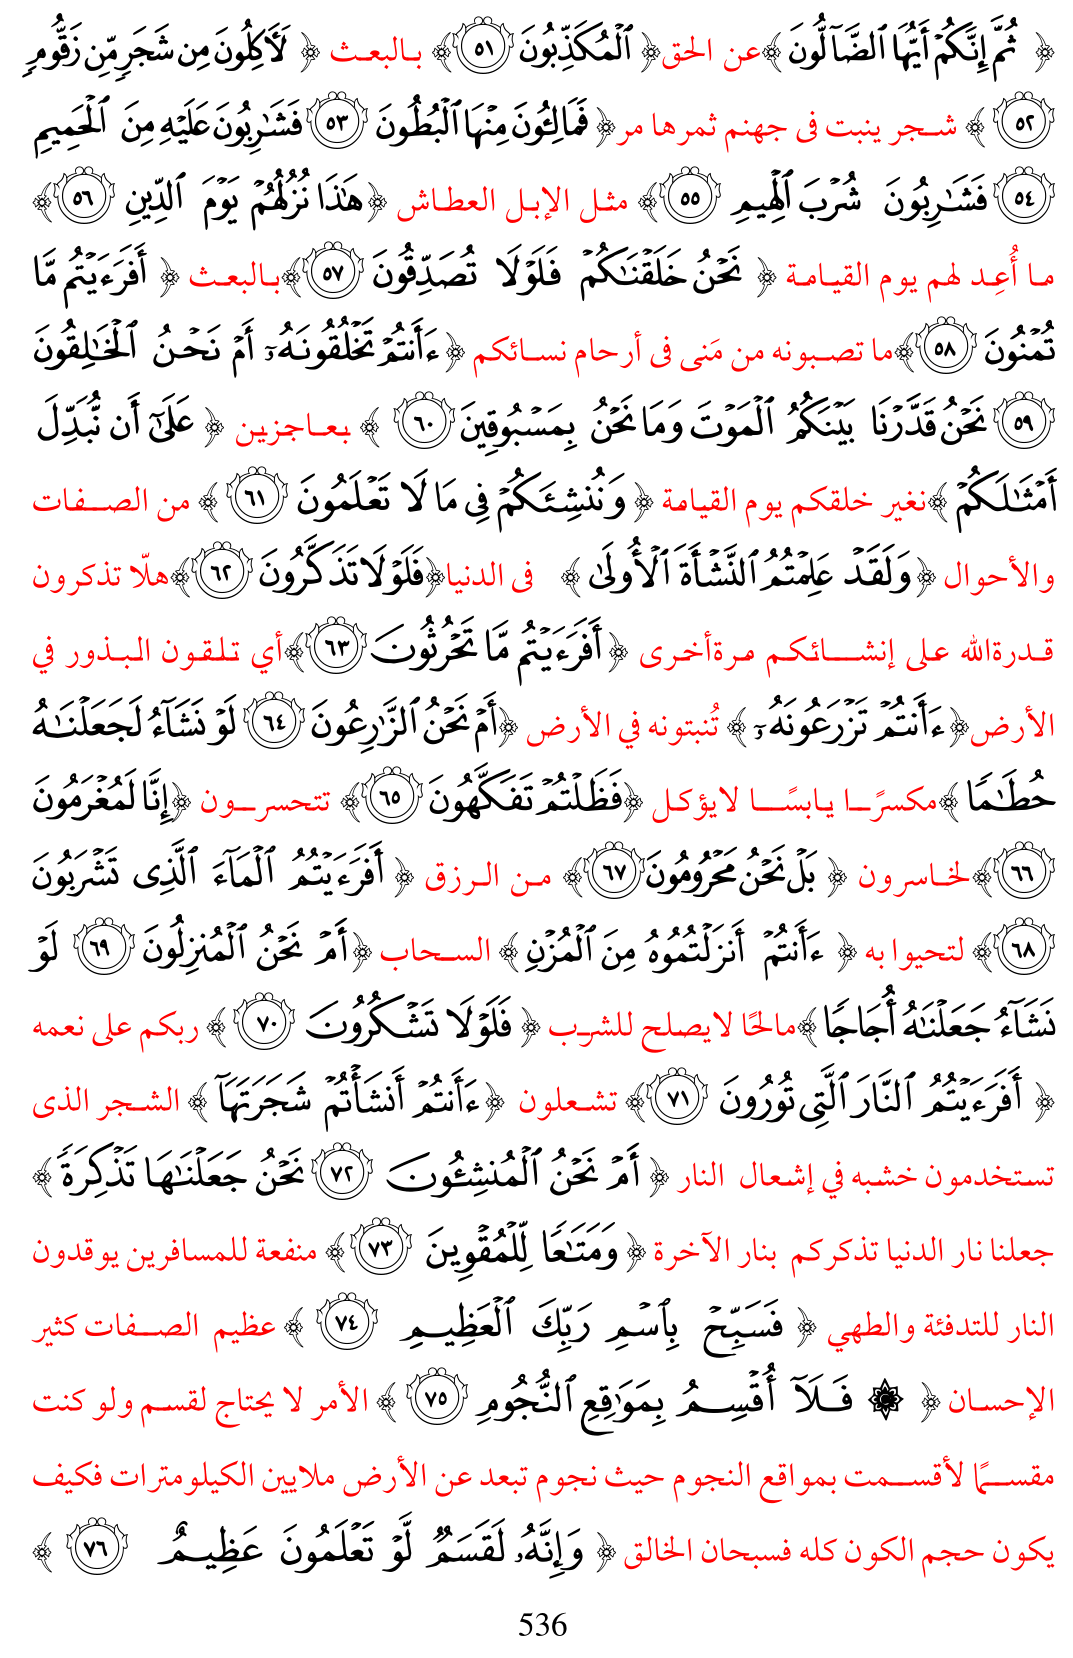 ﴿ ثُمَّ إِنَّكُمۡ أَيُّهَا ٱلضَّآلُّونَ ﴾ عن الحق ﴿ ٱلۡمُكَذِّبُونَ ٥١ ﴾ بالبعث ﴿ لَأٓكِلُونَ مِن شَجَرٖ مِّن زَقُّومٖ
٥٢ ﴾ شجر ينبت فى جهنم ثمرها مر ﴿ فَمَالِـُٔونَ مِنۡهَا ٱلۡبُطُونَ ٥٣ فَشَٰرِبُونَ عَلَيۡهِ مِنَ ٱلۡحَمِيمِ
٥٤ فَشَٰرِبُونَ شُرۡبَ ٱلۡهِيمِ ٥٥ ﴾ مثل الإبل العطاش ﴿ هَٰذَا نُزُلُهُمۡ يَوۡمَ ٱلدِّينِ ٥٦ ﴾
ما أُعِد لهم يوم القيامة ﴿ نَحۡنُ خَلَقۡنَٰكُمۡ فَلَوۡلَا تُصَدِّقُونَ ٥٧ ﴾ بالبعث ﴿ أَفَرَءَيۡتُم مَّا
تُمۡنُونَ ٥٨ ﴾ ما تصبونه من مَنى فى أرحام نسائكم ﴿ ءَأَنتُمۡ تَخۡلُقُونَهُۥٓ أَمۡ نَحۡنُ ٱلۡخَٰلِقُونَ
٥٩ نَحۡنُ قَدَّرۡنَا بَيۡنَكُمُ ٱلۡمَوۡتَ وَمَا نَحۡنُ بِمَسۡبُوقِينَ ٦٠ ﴾ بعاجزين ﴿ عَلَىٰٓ أَن نُّبَدِّلَ
أَمۡثَٰلَكُمۡ ﴾ نغير خلقكم يوم القيامة ﴿ وَنُنشِئَكُمۡ فِي مَا لَا تَعۡلَمُونَ ٦١ ﴾ من الصفات
والأحوال ﴿ وَلَقَدۡ عَلِمۡتُمُ ٱلنَّشۡأَةَ ٱلۡأُولَىٰ ﴾ فى الدنيا ﴿ فَلَوۡلَا تَذَكَّرُونَ ٦٢ ﴾ هلّا تذكرون
قدرة الله على إنشائكم مرة أخرى ﴿ أَفَرَءَيۡتُم مَّا تَحۡرُثُونَ ٦٣ ﴾ أي تلقون البذور في
الأرض ﴿ ءَأَنتُمۡ تَزۡرَعُونَهُۥٓ ﴾ تُنبتونه في الأرض ﴿ أَمۡ نَحۡنُ ٱلزَّٰرِعُونَ ٦٤ لَوۡ نَشَآءُ لَجَعَلۡنَٰهُ
حُطَٰمٗا ﴾ مكسرًا يابسًا لا يؤكل ﴿ فَظَلۡتُمۡ تَفَكَّهُونَ ٦٥ ﴾ تتحسرون ﴿ إِنَّا لَمُغۡرَمُونَ
٦٦ ﴾ لخاسرون ﴿ بَلۡ نَحۡنُ مَحۡرُومُونَ ٦٧ ﴾ من الرزق ﴿ أَفَرَءَيۡتُمُ ٱلۡمَآءَ ٱلَّذِى تَشۡرَبُونَ
٦٨ ﴾ لتحيوا به ﴿ ءَأَنتُمۡ أَنزَلۡتُمُوهُ مِنَ ٱلۡمُزۡنِ ﴾ السحاب ﴿ أَمۡ نَحۡنُ ٱلۡمُنزِلُونَ ٦٩ لَوۡ
نَشَآءُ جَعَلۡنَٰهُ أُجَاجٗا ﴾ مالحًا لا يصلح للشرب ﴿ فَلَوۡلَا تَشۡكُرُونَ ٧٠ ﴾ ربكم على نعمه
﴿ أَفَرَءَيۡتُمُ ٱلنَّارَ ٱلَّتِي تُورُونَ ٧١ ﴾ تشعلون ﴿ ءَأَنتُمۡ أَنشَأۡتُمۡ شَجَرَتَهَآ ﴾ الشجر الذى
تستخدمون خشبه في إشعال النار ﴿ أَمۡ نَحۡنُ ٱلۡمُنشِـُٔونَ ٧٢ نَحۡنُ جَعَلۡنَٰهَا تَذۡكِرَةٗ ﴾
جعلنا نار الدنيا تذكركم بنار الآخرة ﴿ وَمَتَٰعٗا لِّلۡمُقۡوِينَ ٧٣ ﴾ منفعة للمسافرين يوقدون
النار للتدفئة والطهي ﴿ فَسَبِّحۡ بِٱسۡمِ رَبِّكَ ٱلۡعَظِيمِ ٧٤ ﴾ عظيم الصفات كثير
الإحسان ﴿ ۞ فَلَآ أُقۡسِمُ بِمَوَٰقِعِ ٱلنُّجُومِ ٧٥ ﴾ الأمر لا يحتاج لقسم ولو كنت
مقسمًا لأقسمت بمواقع النجوم حيث نجوم تبعد عن الأرض ملايين الكيلومترات فكيف
يكون حجم الكون كله فسبحان الخالق ﴿ وَإِنَّهُۥ لَقَسَمٞ لَّوۡ تَعۡلَمُونَ عَظِيمٌ ٧٦ ﴾
536